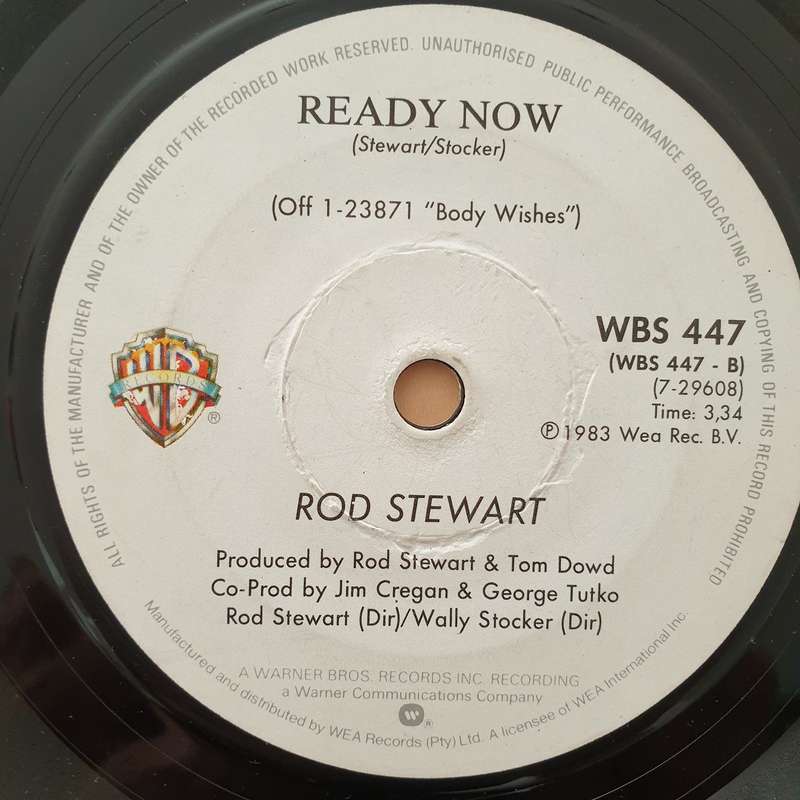 ALL RIGHTS OF THE MANUFACTURER AND OF THE OWNER OF THE RECORDED WORK RESERVED. UNAUTHORISED PUBLIC PERFORMANCE BROADCASTING AND COPYING OF THIS RECORD PROHIBITED
READY NOW
(Stewart/Stocker)
(Off 1-23871 "Body Wishes")
WB
RECORDS
®
WBS 447
(WBS 447 - B)
(7-29608)
Time: 3,34
℗1983 Wea Rec. B.V.
ROD STEWART
Produced by Rod Stewart & Tom Dowd
Co-Prod by Jim Cregan & George Tutko
Rod Stewart (Dir)/Wally Stocker (Dir)
A WARNER BROS. RECORDS INC. RECORDING
a Warner Communications Company
®
Manufactured and distributed by WEA Records (Pty) Ltd. A licensee of WEA International Inc.